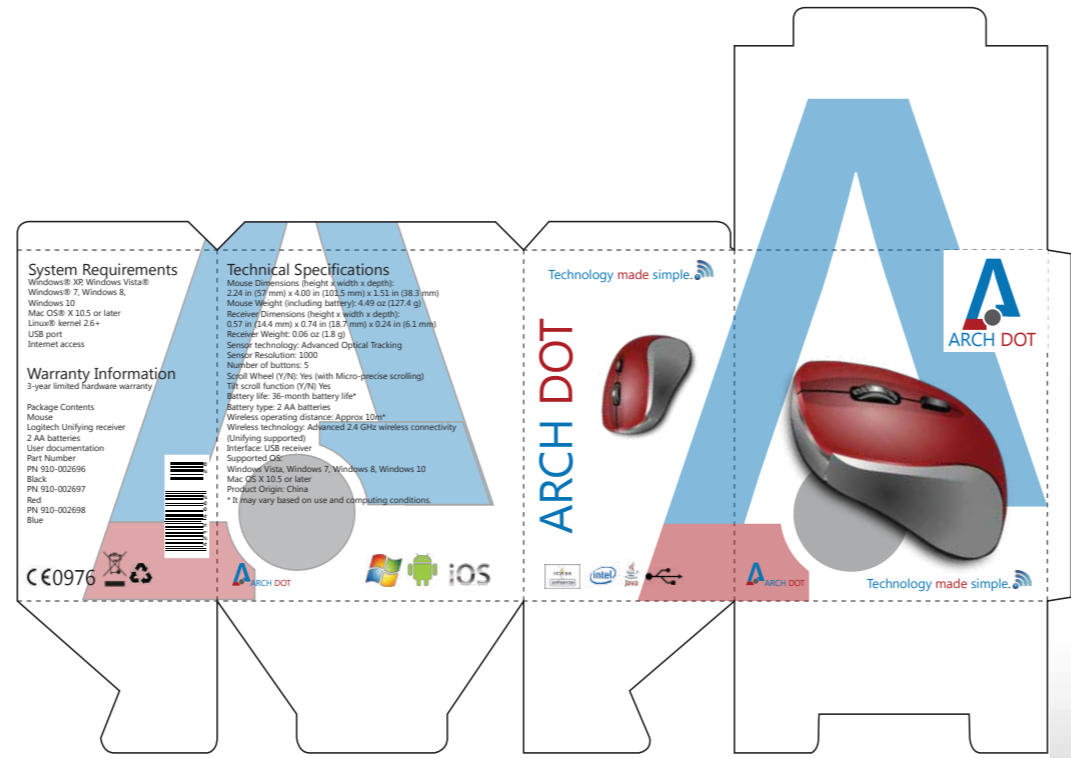 System Requirements
Windows® XP, Windows Vista®
Windows® 7, Windows 8,
Windows 10
Mac OS® X 10.5 or later
Linux® kernel 2.6+
USB port
Internet access
Warranty Information
3-year limited hardware warranty
Package Contents
Mouse
Logitech Unifying receiver
2 AA batteries
User documentation
Part Number
PN 910-002696
Black
PN 910-002697
Red
PN 910-002698
Blue
CE0976
Technical Specifications
Mouse Dimensions (height x width x depth):
2.24 in (57 mm) x 4.00 in (101.5 mm) x 1.51 in (38.3 mm)
Mouse Weight (including battery): 4.49 oz (127.4 g)
Receiver Dimensions (height x width x depth):
0.57 in (14.4 mm) x 0.74 in (18.7 mm) x 0.24 in (6.1 mm)
Receiver Weight: 0.06 oz (1.8 g)
Sensor technology: Advanced Optical Tracking
Sensor Resolution: 1000
Number of buttons: 5
Scroll Wheel (Y/N): Yes (with Micro-precise scrolling)
Tilt scroll function (Y/N) Yes
Battery life: 36-month battery life*
Battery type: 2 AA batteries
Wireless operating distance: Approx 10m*
Wireless technology: Advanced 2.4 GHz wireless connectivity
(Unifying supported)
Interface: USB receiver
Supported OS:
Windows Vista, Windows 7, Windows 8, Windows 10
Mac OS X 10.5 or later
Product Origin: China
* It may vary based on use and computing conditions.
ARCH DOT
iOS
Technology made simple.
ARCH DOT
intel
Java
ARCH DOT
ARCH DOT
Technology made simple.